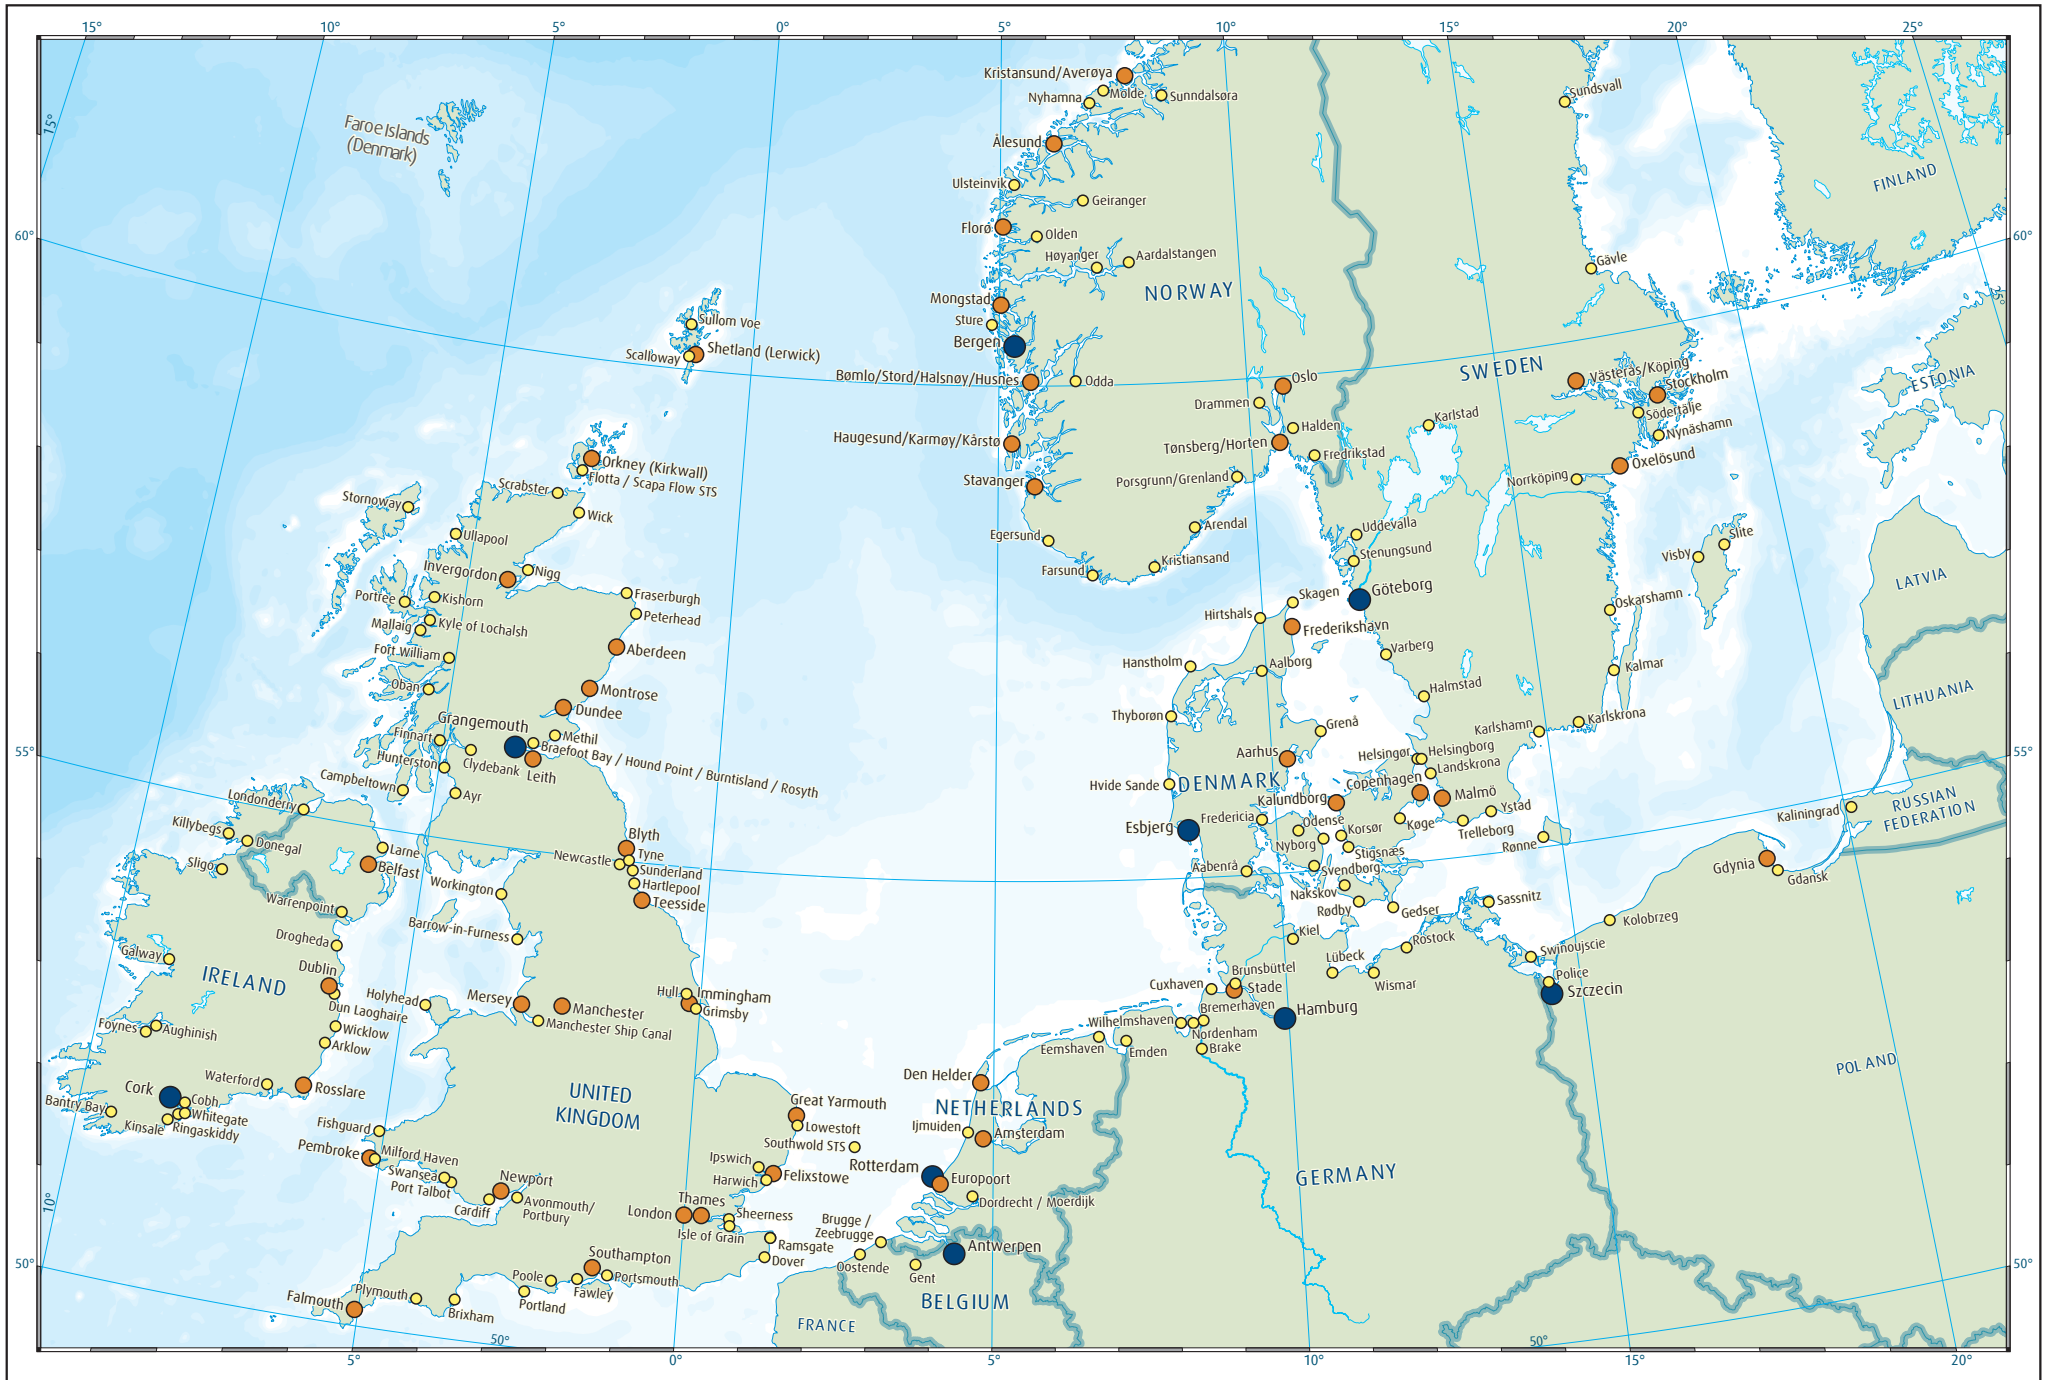 15°
10°
5°
0°
5°
10°
15°
20°
25°
15°
Faroe Islands
(Denmark)
Kristansund/Averøya
Molde
Nyhamna
Sunndalsøra
Sundsvall
Ålesund
Ulsteinvik
Geiranger
FINLAND
Florø
Olden
60°
60°
Høyanger
Aardalstangen
Gävle
NORWAY
Mongstad
Sture
Bergen
Sullom Voe
Shetland (Lerwick)
Scalloway
Bømlo/Stord/Halsnøy/Husnes
Odda
Oslo
SWEDEN
Västerås/Köping
Stockholm
ESTONIA
Drammen
Södertälje
Halden
Karlstad
Nynäshamn
Haugesund/Karmøy/Kårstø
Tønsberg/Horten
Fredrikstad
Oxelösund
Orkney (Kirkwall)
Flotta / Scapa Flow STS
Scrabster
Stavanger
Porsgrunn/Grenland
Norrköping
Stornoway
Wick
Arendal
Uddevalla
Slite
Ullapool
Egersund
Stenungsund
Visby
Kristiansand
Farsund
Invergordon
Nigg
LATVIA
Fraserburgh
Skagen
Göteborg
Portree
Kishorn
Peterhead
Hirtshals
Frederikshavn
Oskarshamn
Mallaig
Kyle of Lochalsh
Fort William
Aberdeen
Hanstholm
Aalborg
Varberg
Kalmar
Oban
Montrose
Halmstad
LITHUANIA
Dundee
Thyborøn
Grenå
Karlshamn
Karlskrona
Grangemouth
Methil
Braefoot Bay / Hound Point / Burntisland / Rosyth
55°
55°
Finnart
Hunterston
Clydebank
Leith
Aarhus
Helsingør
Helsingborg
Landskrona
Campbeltown
Ayr
Hvide Sande
DENMARK
Copenhagen
Malmö
Kalundborg
Londonderry
Ystad
Kaliningrad
RUSSIAN
FEDERATION
Killybegs
Donegal
Esbjerg
Fredericia
Odense
Korsør
Køge
Trelleborg
Blyth
Tyne
Newcastle
Sunderland
Hartlepool
Teesside
Nyborg
Stigsnæs
Rønne
Larne
Belfast
Sligo
Aabenrå
Svendborg
Gdynia
Gdansk
Workington
Nakskov
Rødby
Gedser
Sassnitz
Warrenpoint
Kolobrzeg
Barrow-in-Furness
Drogheda
Kiel
Rostock
Swinoujscie
Galway
Lübeck
Wismar
Dublin
Dun Laoghaire
IRELAND
Brunsbüttel
Cuxhaven
Stade
Police
Szczecin
Holyhead
Mersey
Manchester
Manchester Ship Canal
Hull
Immingham
Grimsby
Bremerhaven
Hamburg
Foynes
Aughinish
Wicklow
Arklow
Wilhelmshaven
Nordenham
Eemshaven
Emden
Brake
POLAND
Den Helder
Waterford
Rosslare
Cork
Cobh
Whitegate
Ringaskiddy
Kinsale
Bantry Bay
UNITED
KINGDOM
Great Yarmouth
Lowestoft
Southwold STS
NETHERLANDS
Ijmuiden
Amsterdam
Fishguard
Milford Haven
Pembroke
Swansea
Port Talbot
Newport
Cardiff
Avonmouth/
Portbury
Ipswich
Harwich
Felixstowe
Rotterdam
Europoort
Dordrecht / Moerdijk
GERMANY
10°
London
Thames
Sheerness
Isle of Grain
Ramsgate
Dover
Brugge /
Zeebrugge
Oostende
Gent
Antwerpen
50°
50°
Southampton
Portsmouth
Poole
Fawley
Portland
Plymouth
Brixham
Falmouth
BELGIUM
FRANCE
50°
50°
5°
0°
5°
10°
15°
20°